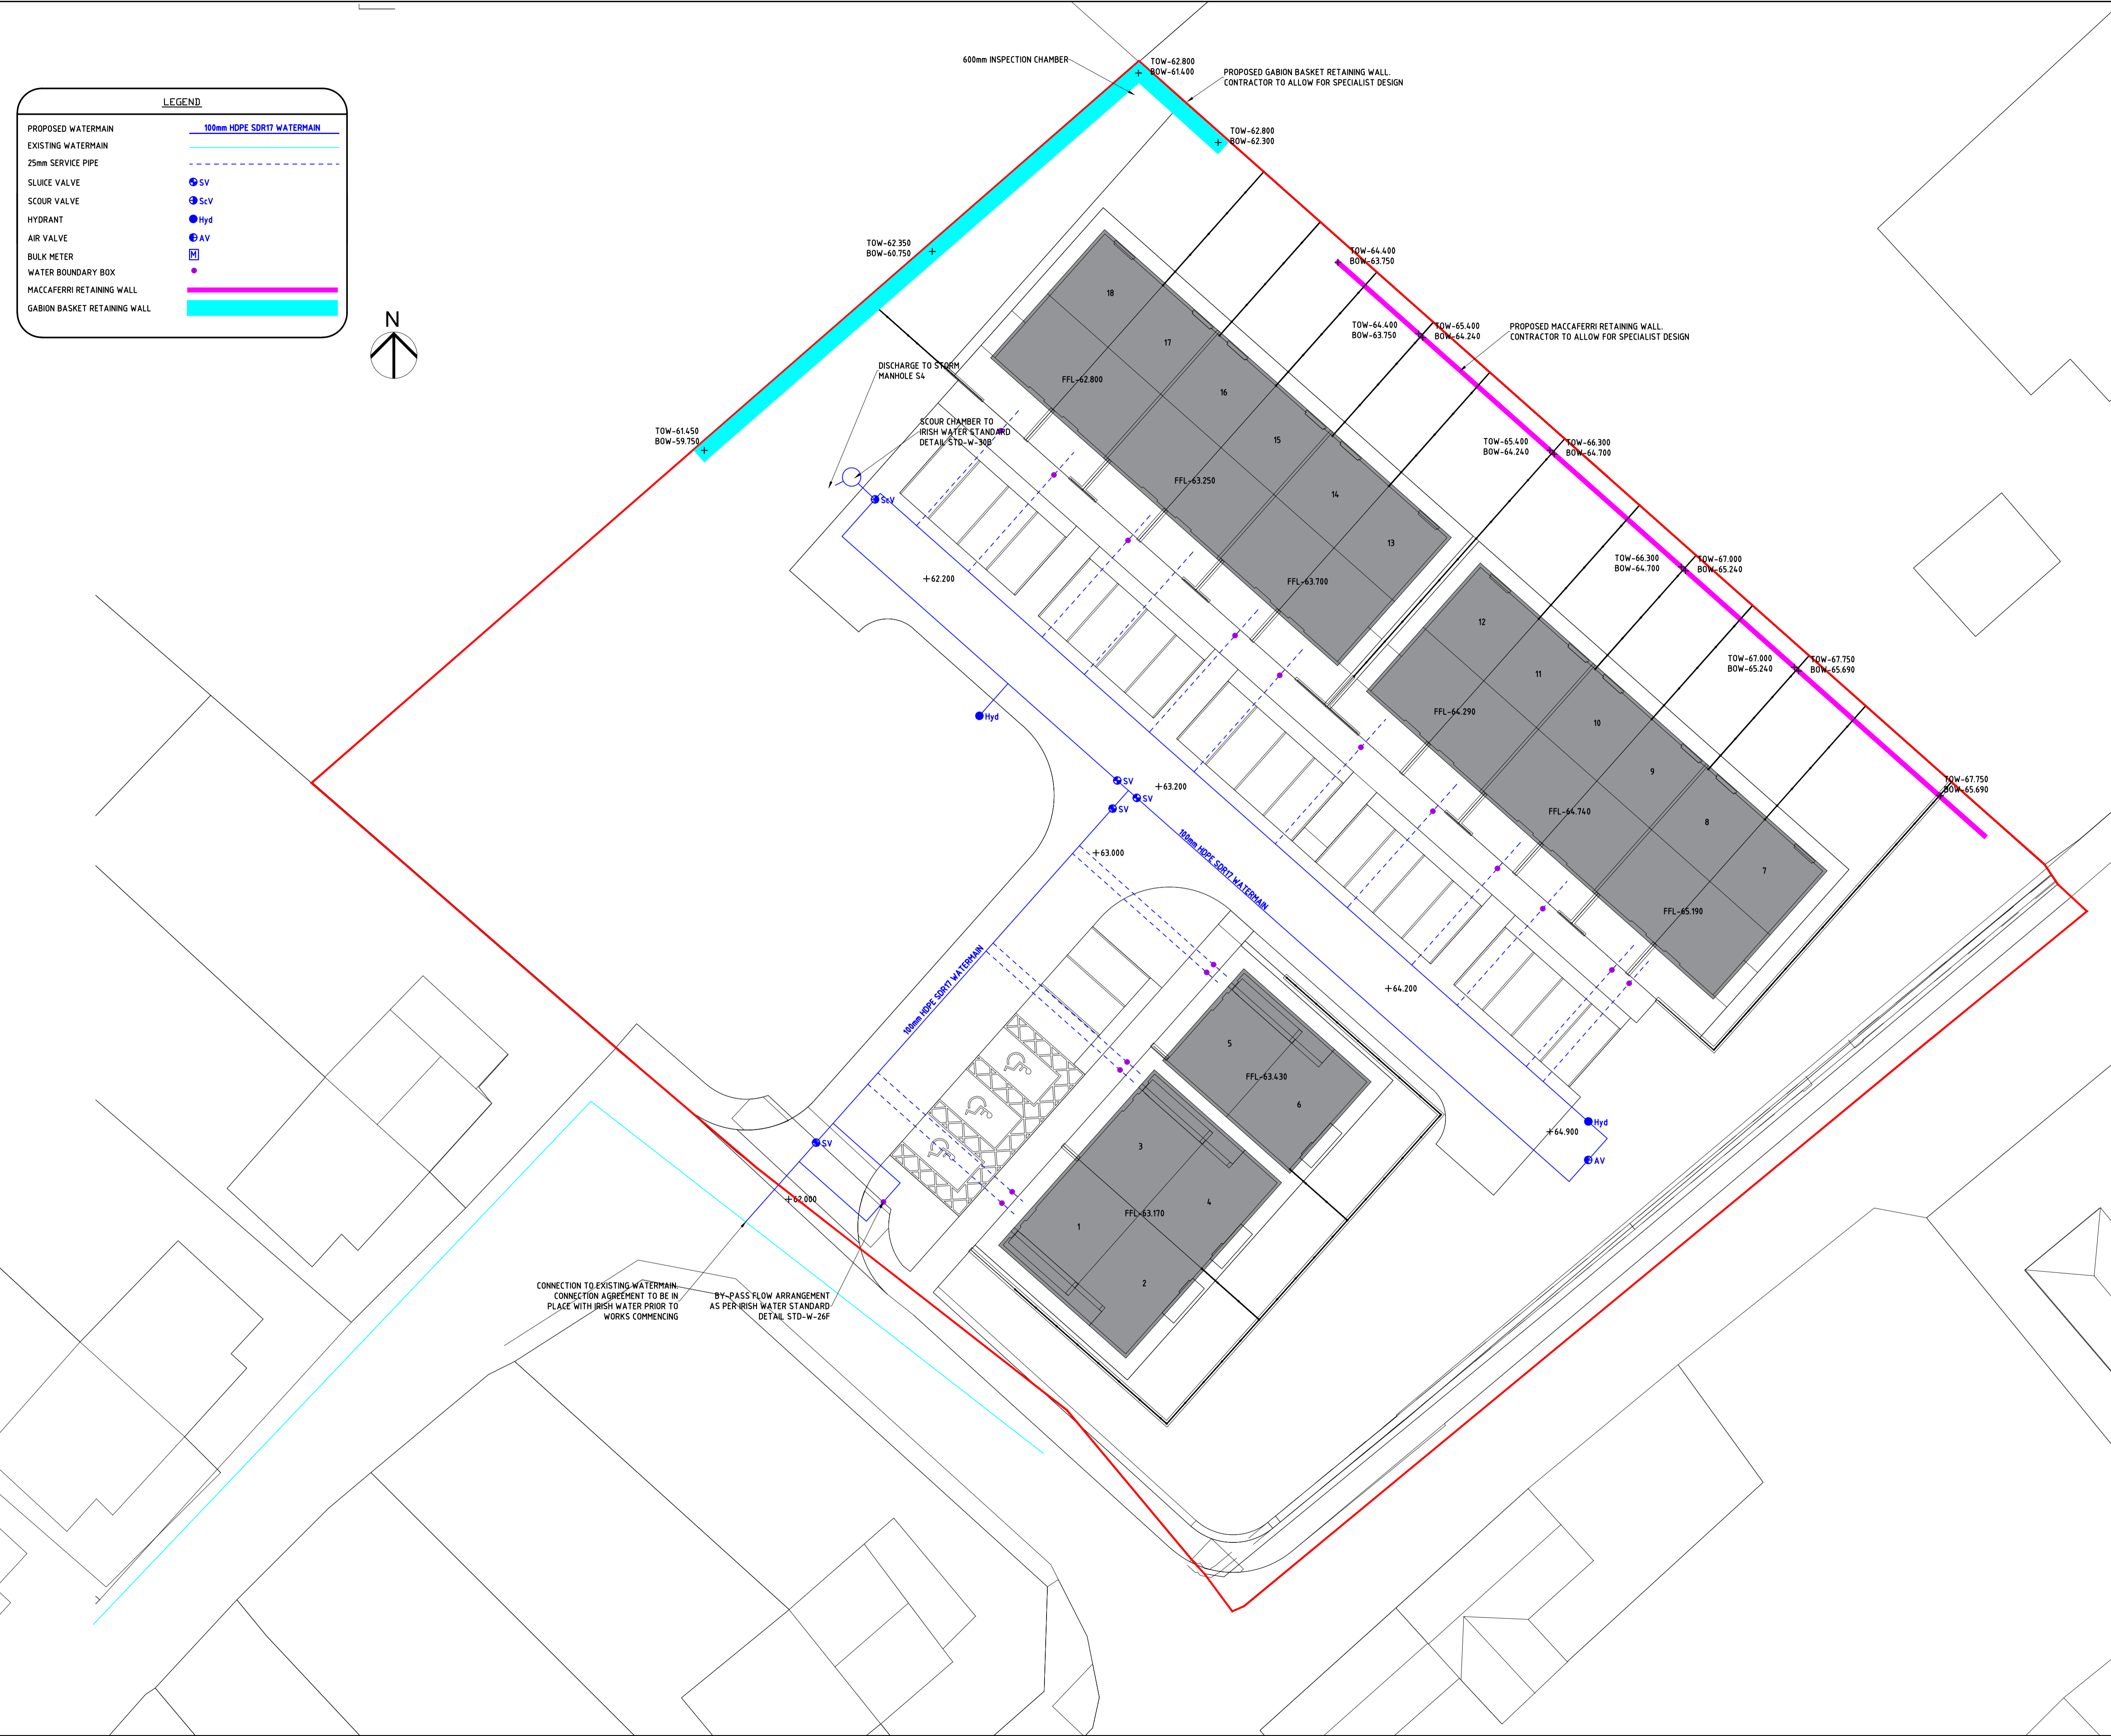 LEGEND
PROPOSED WATERMAIN
100mm HDPE SDR17 WATERMAIN
EXISTING WATERMAIN
25mm SERVICE PIPE
SLUICE VALVE
SV
SCOUR VALVE
ScV
HYDRANT
Hyd
AIR VALVE
AV
BULK METER
M
WATER BOUNDARY BOX
MACCAFERRI RETAINING WALL
GABION BASKET RETAINING WALL
N
600mm INSPECTION CHAMBER
TOW-62.800
BOW-61.400
PROPOSED GABION BASKET RETAINING WALL.
CONTRACTOR TO ALLOW FOR SPECIALIST DESIGN
TOW-62.800
BOW-62.300
TOW-62.350
BOW-60.750
TOW-61.450
BOW-59.750
TOW-64.400
BOW-63.750
TOW-64.400
BOW-63.750
TOW-65.400
BOW-64.240
PROPOSED MACCAFERRI RETAINING WALL.
CONTRACTOR TO ALLOW FOR SPECIALIST DESIGN
TOW-65.400
BOW-64.240
TOW-66.300
BOW-64.700
TOW-66.300
BOW-64.700
TOW-67.000
BOW-65.240
TOW-67.000
BOW-65.240
TOW-67.750
BOW-65.690
TOW-67.750
BOW-65.690
DISCHARGE TO STORM
MANHOLE S4
SCOUR CHAMBER TO
IRISH WATER STANDARD
DETAIL STD-W-30B
ScV
18
17
FFL-62.800
16
15
FFL-63.250
14
13
FFL-63.700
12
11
FFL-64.290
10
9
FFL-64.740
8
7
FFL-65.190
62.200
Hyd
SV
SV
SV
63.200
63.000
100mm HDPE SDR17 WATERMAIN
100mm HDPE SDR17 WATERMAIN
64.200
64.900
Hyd
AV
5
FFL-63.430
6
3
4
FFL-63.170
1
2
SV
62.000
CONNECTION TO EXISTING WATERMAIN.
CONNECTION AGREEMENT TO BE IN
PLACE WITH IRISH WATER PRIOR TO
WORKS COMMENCING
BY-PASS FLOW ARRANGEMENT
AS PER IRISH WATER STANDARD
DETAIL STD-W-26F